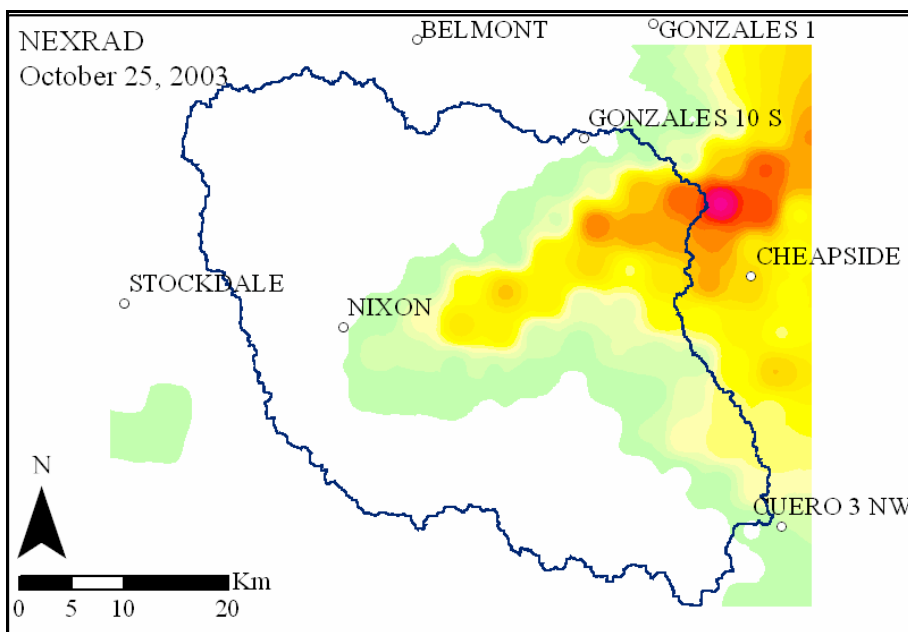 NEXRAD
October 25, 2003
BELMONT
GONZALES 1
GONZALES 10 S
CHEAPSIDE
STOCKDALE
NIXON
CUERO 3 NW
N
Km
0 5 10 20